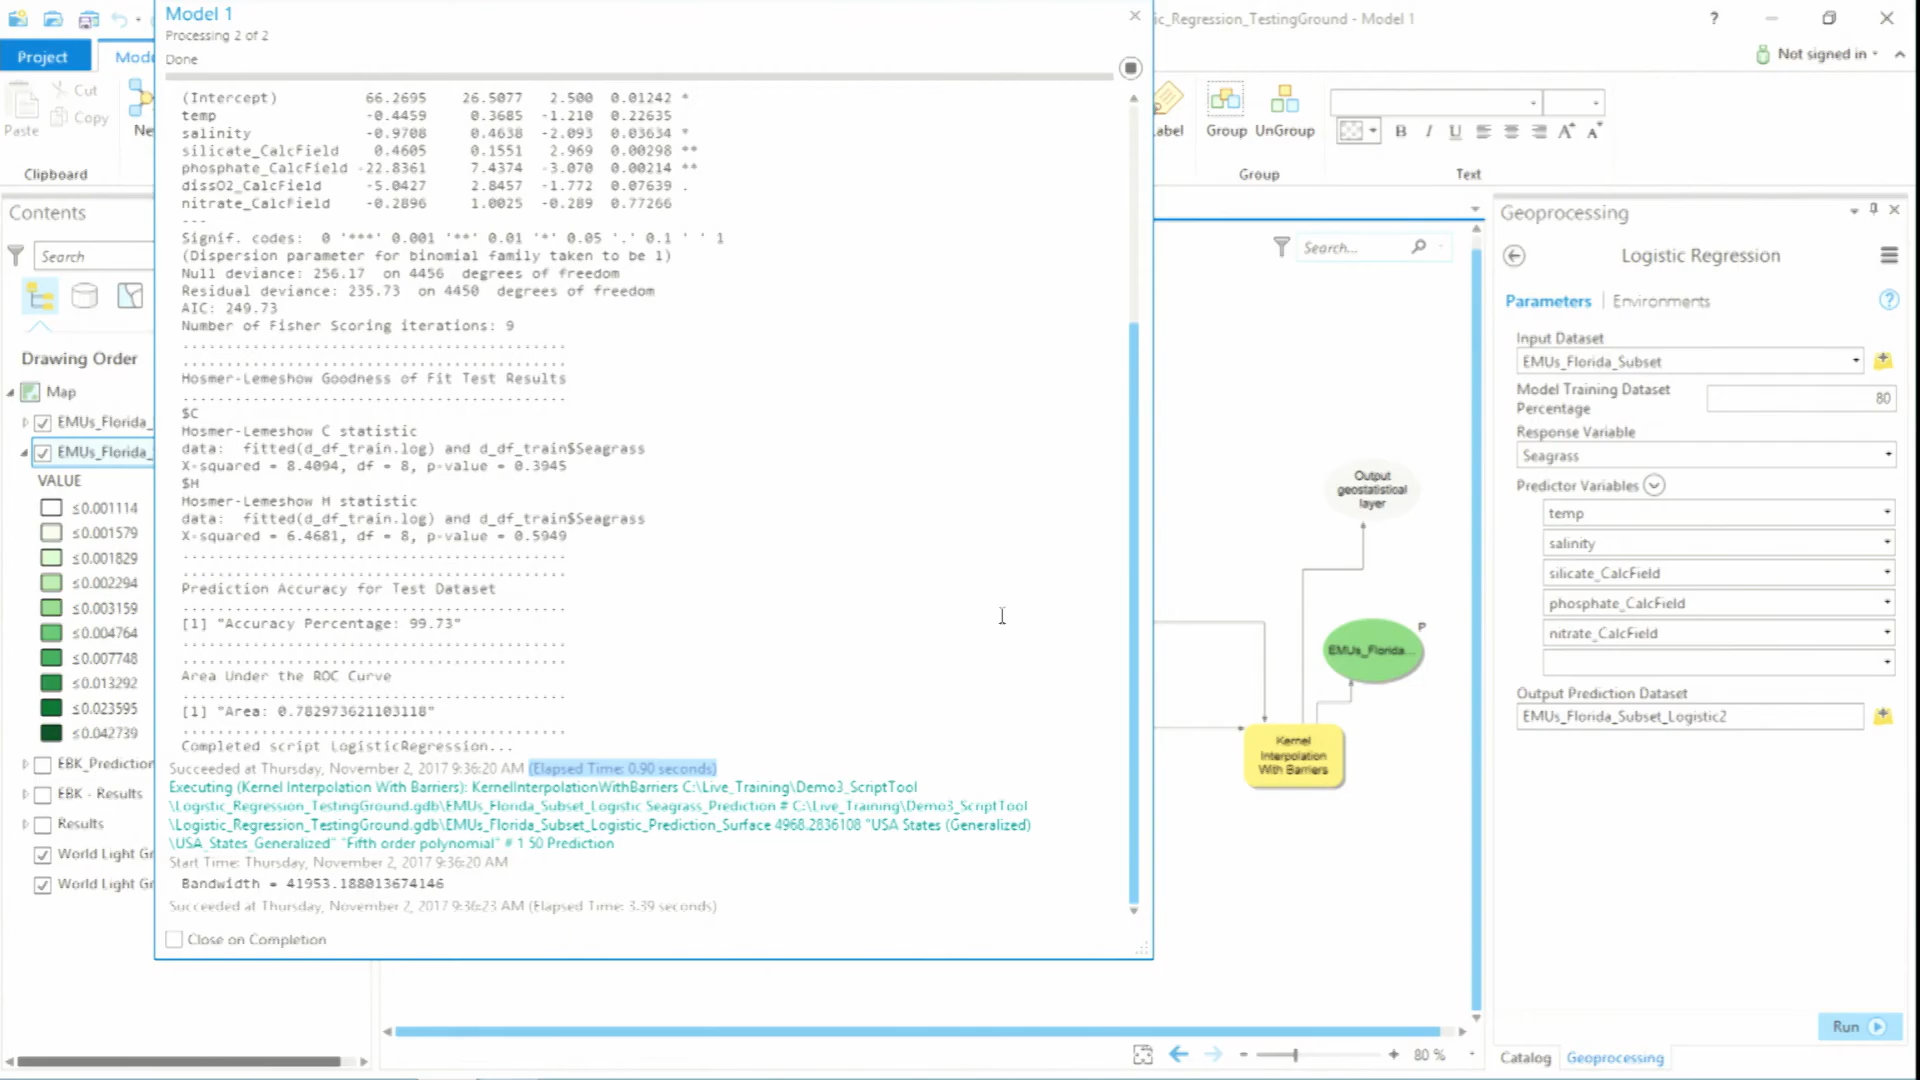 Model 1
Processing 2 of 2
Done
ic_Regression_TestingGround - Model 1
?
Not signed in
Project
Mod
Cut
Copy
Paste
Ne
Clipboard
abel
Group
UnGroup
Group
B I U A A
Text
(Intercept) 66.2695 26.5077 2.500 0.01242 *
temp -0.4459 0.3685 -1.210 0.22635
salinity -0.9708 0.4638 -2.093 0.03634 *
silicate_CalcField 0.4605 0.1551 2.969 0.00298 **
phosphate_CalcField -22.8361 7.4374 -3.070 0.00214 **
dissO2_CalcField -5.0427 2.8457 -1.772 0.07639 .
nitrate_CalcField -0.2896 1.0025 -0.289 0.77266
---
Signif. codes: 0 '***' 0.001 '**' 0.01 '*' 0.05 '.' 0.1 ' ' 1
(Dispersion parameter for binomial family taken to be 1)
Null deviance: 256.17 on 4456 degrees of freedom
Residual deviance: 235.73 on 4450 degrees of freedom
AIC: 249.73
Number of Fisher Scoring iterations: 9
Hosmer-Lemeshow Goodness of Fit Test Results
$C
Hosmer-Lemeshow C statistic
data: fitted(d_df_train.log) and d_df_train$Seagrass
X-squared = 8.4094, df = 8, p-value = 0.3945
$H
Hosmer-Lemeshow H statistic
data: fitted(d_df_train.log) and d_df_train$Seagrass
X-squared = 6.4681, df = 8, p-value = 0.5949
Prediction Accuracy for Test Dataset
[1] "Accuracy Percentage: 99.73"
Area Under the ROC Curve
[1] "Area: 0.782973621103118"
Completed script LogisticRegression...
Succeeded at Thursday, November 2, 2017 9:36:20 AM (Elapsed Time: 0.90 seconds)
Executing (Kernel Interpolation With Barriers): KernelInterpolationWithBarriers C:\Live_Training\Demo3_ScriptTool
\Logistic_Regression_TestingGround.gdb\EMUs_Florida_Subset_Logistic Seagrass_Prediction # C:\Live_Training\Demo3_ScriptTool
\Logistic_Regression_TestingGround.gdb\EMUs_Florida_Subset_Logistic_Prediction_Surface 4968.2836108 "USA States (Generalized)
\USA_States_Generalized" "Fifth order polynomial" # 1 50 Prediction
Start Time: Thursday, November 2, 2017 9:36:20 AM
Bandwidth = 41953.188013674146
Succeeded at Thursday, November 2, 2017 9:36:23 AM (Elapsed Time: 3.39 seconds)
Close on Completion
Contents
Search
Drawing Order
Map
EMUs_Florida_
EMUs_Florida_
VALUE
≤0.001114
≤0.001579
≤0.001829
≤0.002294
≤0.003159
≤0.004764
≤0.007748
≤0.013292
≤0.023595
≤0.042739
EBK_Prediction
EBK - Results
Results
World Light Gr
World Light Gr
Search...
Output
geostatistical
layer
P
EMUs_Florida...
Kernel
Interpolation
With Barriers
80 %
Geoprocessing
Logistic Regression
Parameters
Environments
?
Input Dataset
EMUs_Florida_Subset
Model Training Dataset
Percentage
80
Response Variable
Seagrass
Predictor Variables
temp
salinity
silicate_CalcField
phosphate_CalcField
nitrate_CalcField
Output Prediction Dataset
EMUs_Florida_Subset_Logistic2
Run
Catalog
Geoprocessing